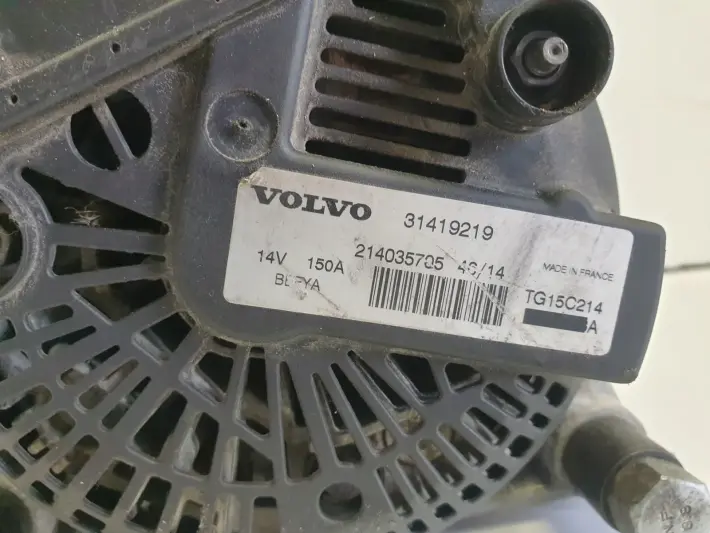 VOLVO 31419219
14V 150A 214035705 46/14 MADE IN FRANCE
TG15C214
A